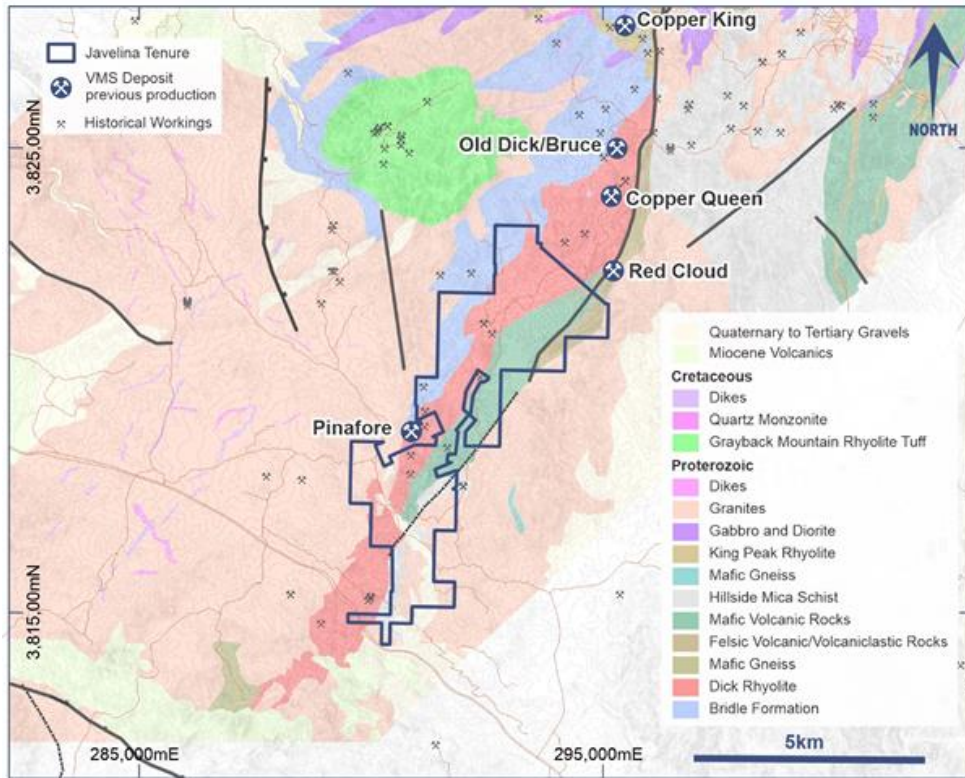 Javelina Tenure
VMS Deposit
previous production
Historical Workings
Copper King
NORTH
3,825,00mN
Old Dick/Bruce
Copper Queen
Red Cloud
Pinafore
Quaternary to Tertiary Gravels
Miocene Volcanics
Cretaceous
Dikes
Quartz Monzonite
Grayback Mountain Rhyolite Tuff
Proterozoic
Dikes
Granites
Gabbro and Diorite
King Peak Rhyolite
Mafic Gneiss
Hillside Mica Schist
Mafic Volcanic Rocks
Felsic Volcanic/Volcaniclastic Rocks
Mafic Gneiss
Dick Rhyolite
Bridle Formation
3,815,00mN
285,000mE
295,000mE
5km